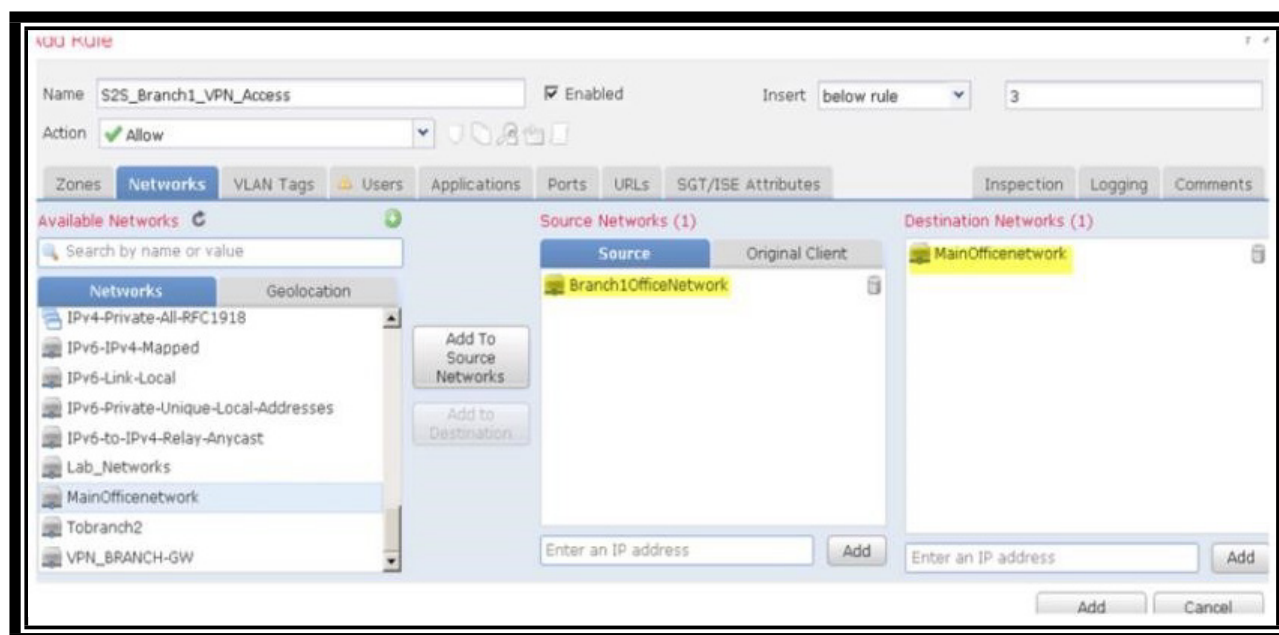 Add Rule
Name S2S_Branch1_VPN_Access Enabled Insert below rule 3
Action Allow
Zones Networks VLAN Tags Users Applications Ports URLs SGT/ISE Attributes Inspection Logging Comments
Available Networks
Search by name or value
Networks Geolocation
IPv4-Private-All-RFC1918
IPv6-IPv4-Mapped
IPv6-Link-Local
IPv6-Private-Unique-Local-Addresses
IPv6-to-IPv4-Relay-Anycast
Lab_Networks
MainOfficenetwork
Tobranch2
VPN_BRANCH-GW
Add To
Source
Networks
Add to
Destination
Source Networks (1)
Source Original Client
Branch1OfficeNetwork
Enter an IP address Add
Destination Networks (1)
MainOfficenetwork
Enter an IP address Add
Add Cancel